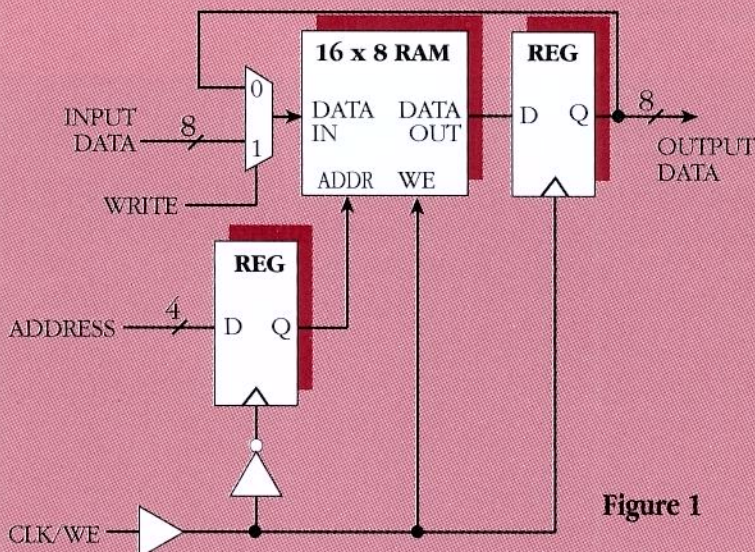 16 x 8 RAM
REG
0
DATA
IN
DATA
OUT
D
Q
8
INPUT
DATA
8
1
OUTPUT
DATA
ADDR
WE
WRITE
REG
ADDRESS
4
D
Q
Figure 1
CLK/WE